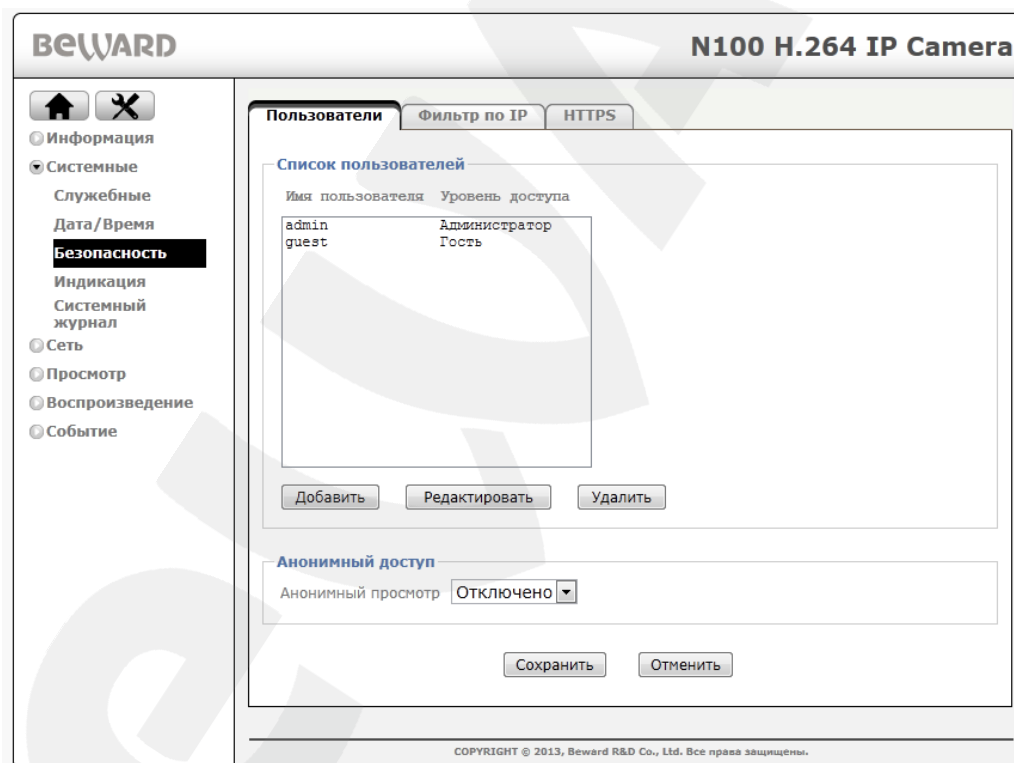 BEWARD
N100 H.264 IP Camera
Информация
Системные
Служебные
Дата/Время
Безопасность
Индикация
Системный
журнал
Сеть
Просмотр
Воспроизведение
Событие
Пользователи Фильтр по IP HTTPS
Список пользователей
Имя пользователя Уровень доступа
admin Администратор
guest Гость
Добавить Редактировать Удалить
Анонимный доступ
Анонимный просмотр Отключено
Сохранить Отменить
COPYRIGHT © 2013, Beward R&D Co., Ltd. Все права защищены.